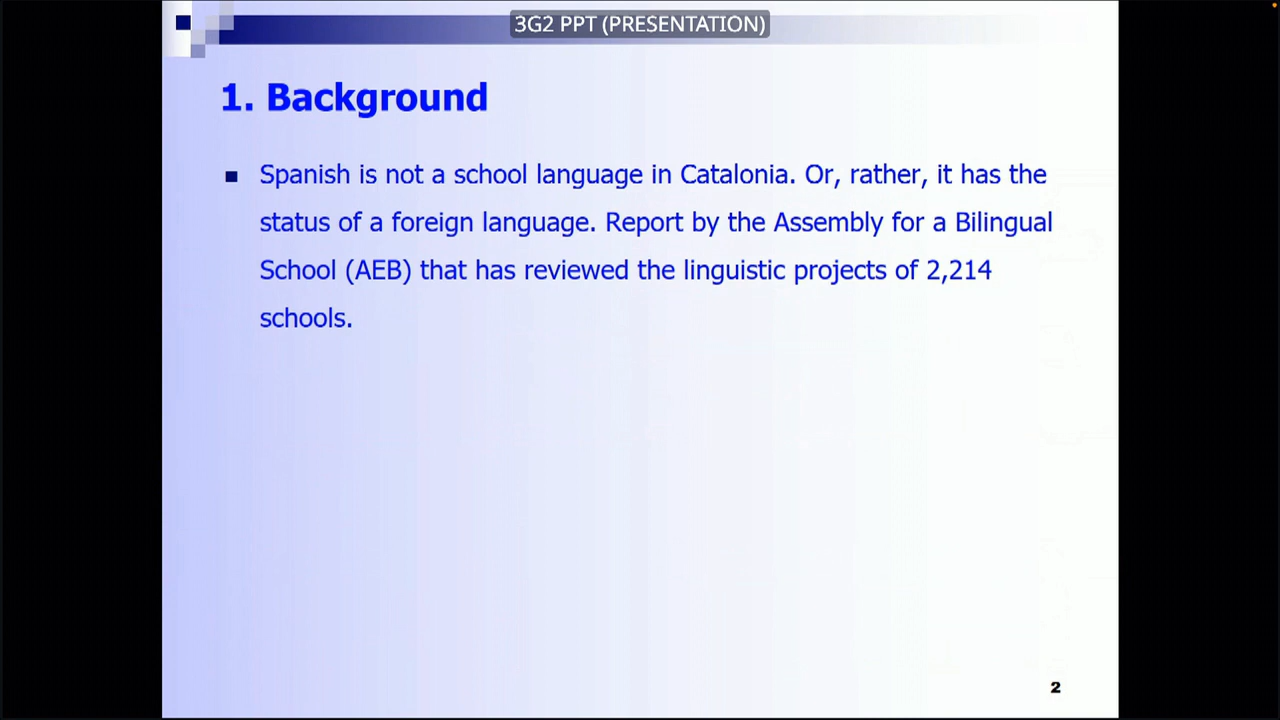 3G2 PPT (PRESENTATION)
1. Background
Spanish is not a school language in Catalonia. Or, rather, it has the
status of a foreign language. Report by the Assembly for a Bilingual
School (AEB) that has reviewed the linguistic projects of 2,214
schools.
2